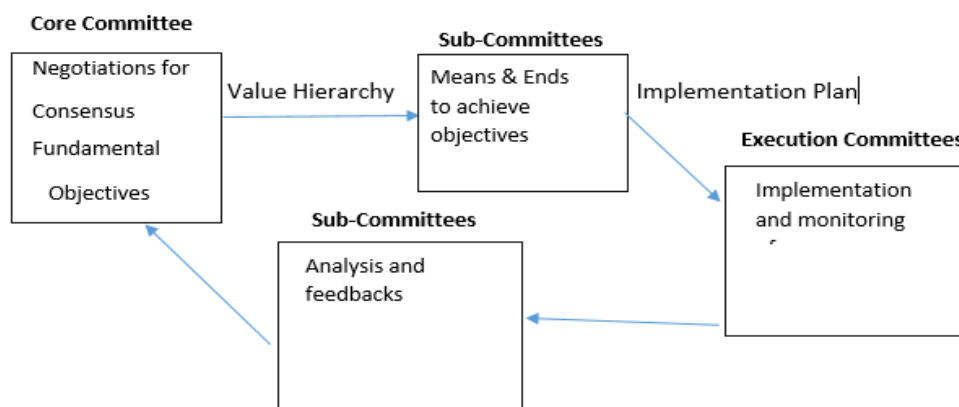 Core Committee
Negotiations for
Consensus
Fundamental
Objectives
Value Hierarchy
Sub-Committees
Means & Ends
to achieve
objectives
Implementation Plan
Execution Committees
Implementation
and monitoring
Sub-Committees
Analysis and
feedbacks